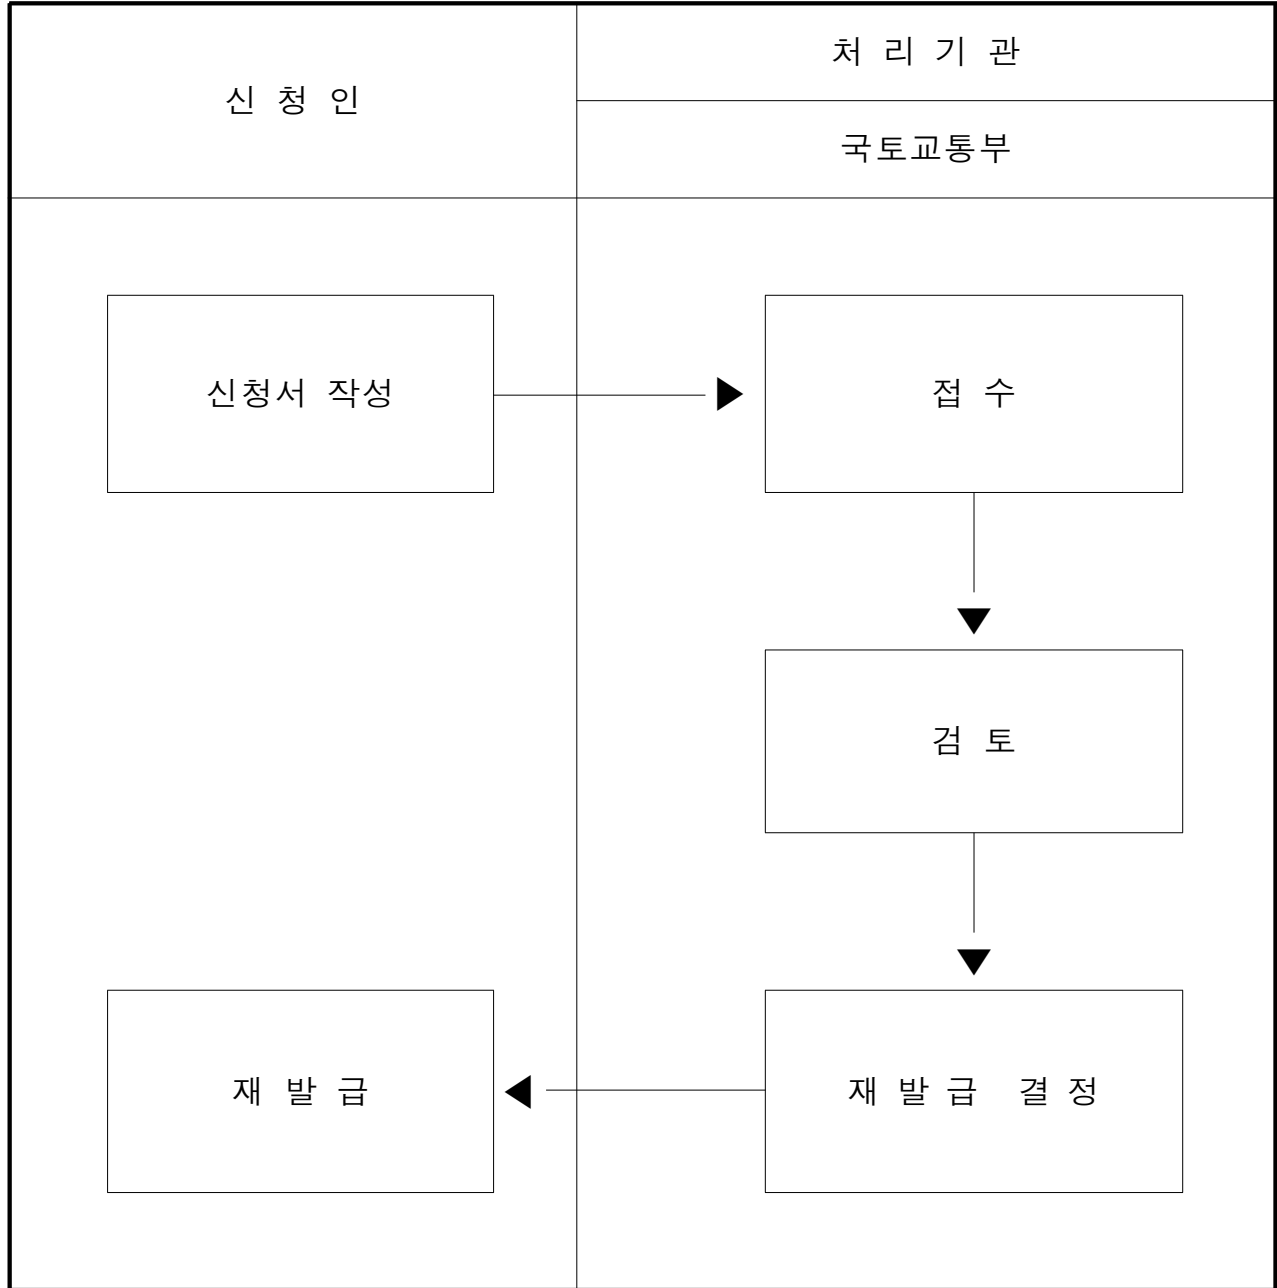 신 청 인
처 리 기 관
국토교통부
신청서 작성
접 수
검 토
재 발 급
재 발 급 결 정